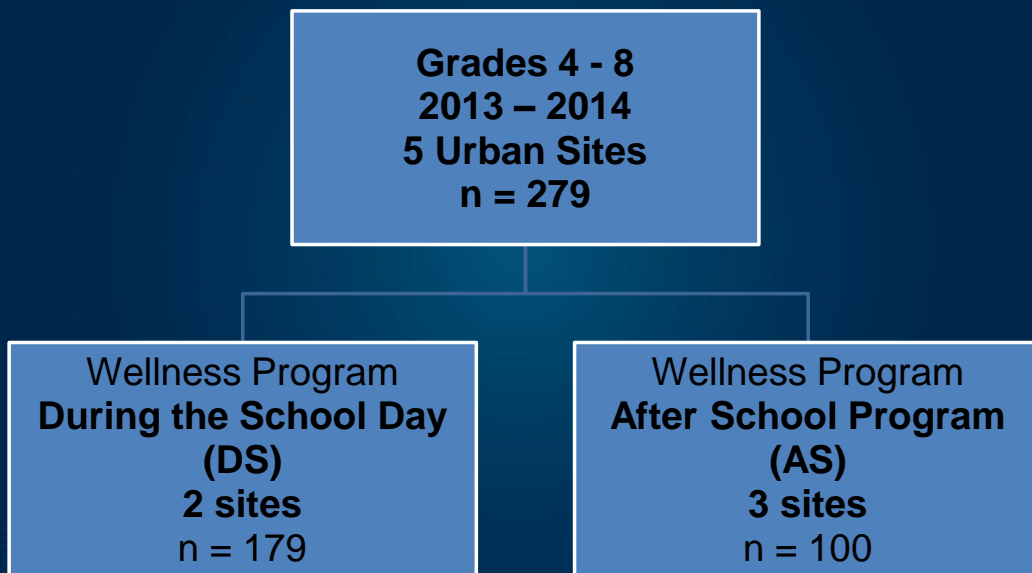 Grades 4 - 8
2013 – 2014
5 Urban Sites
n = 279
Wellness Program
During the School Day
(DS)
2 sites
n = 179
Wellness Program
After School Program
(AS)
3 sites
n = 100